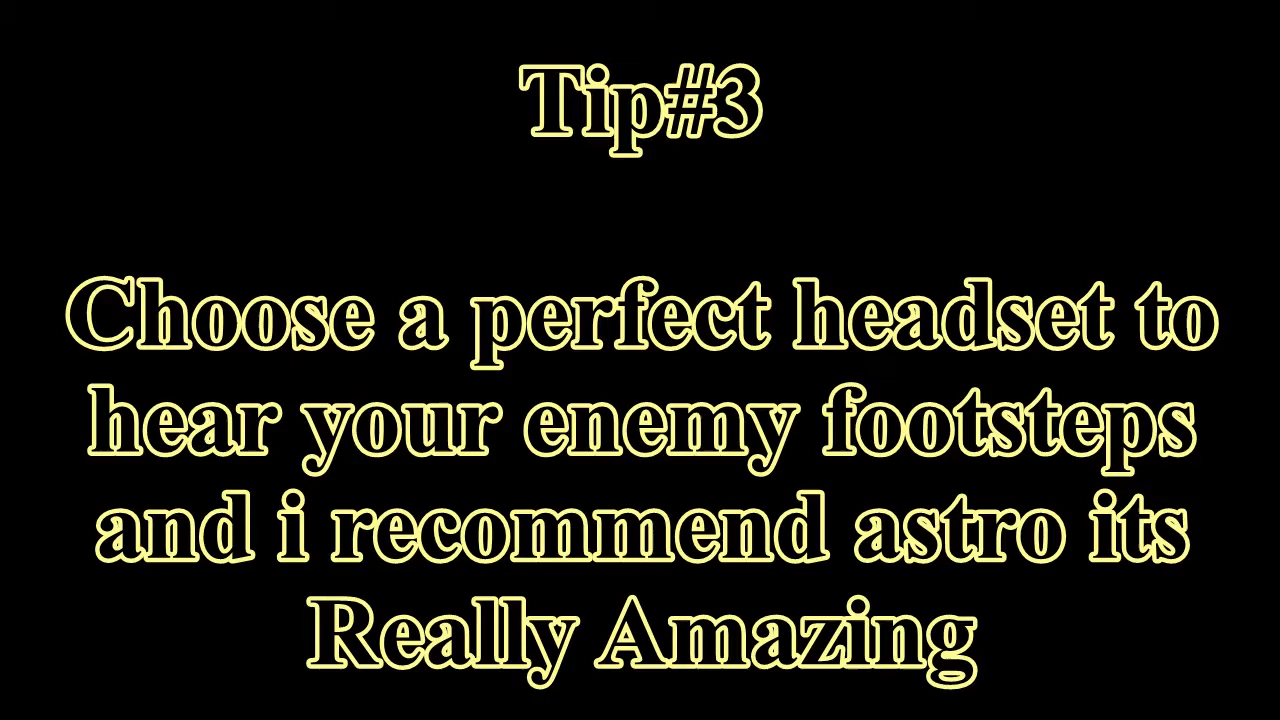 Tip#3
Choose a perfect headset to
hear your enemy footsteps
and i recommend astro its
Really Amazing